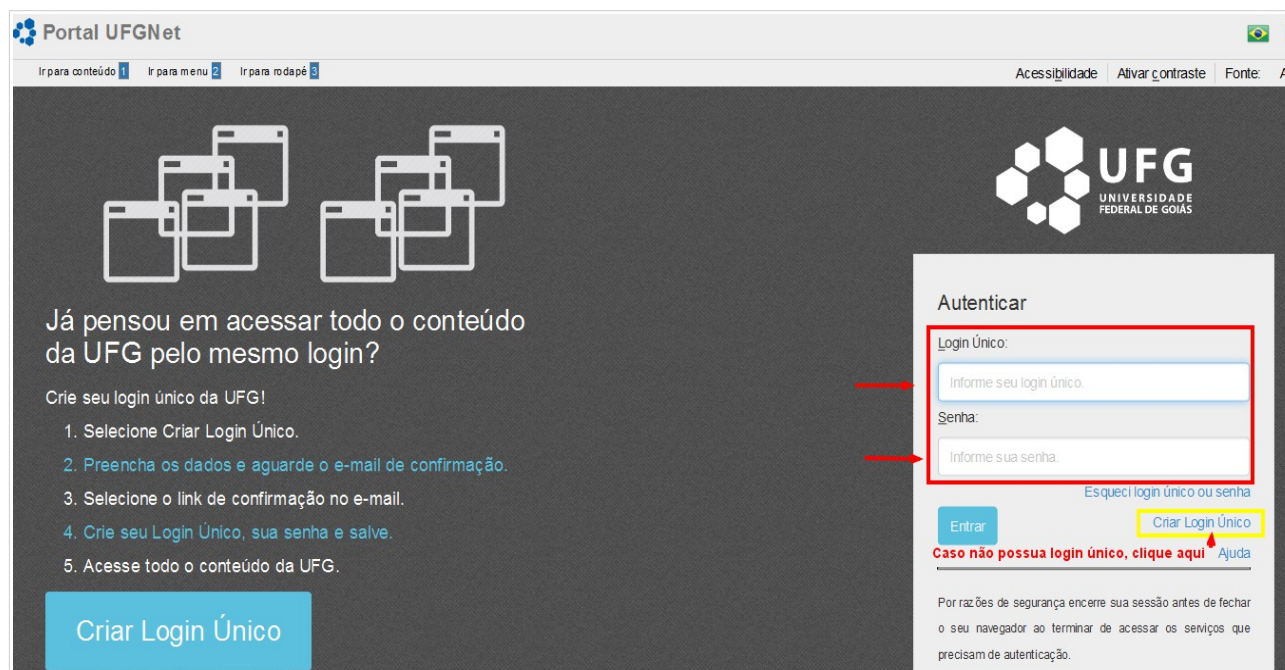 Portal UFGNet
Ir para conteúdo 1 Ir para menu 2 Ir para rodapé 3
Acessibilidade Ativar contraste Fonte: A
UFG
UNIVERSIDADE
FEDERAL DE GOIÁS
Já pensou em acessar todo o conteúdo
da UFG pelo mesmo login?
Crie seu login único da UFG!
1. Selecione Criar Login Único.
2. Preencha os dados e aguarde o e-mail de confirmação.
3. Selecione o link de confirmação no e-mail.
4. Crie seu Login Único, sua senha e salve.
5. Acesse todo o conteúdo da UFG.
Criar Login Único
Autenticar
Login Único:
Informe seu login único.
Senha:
Informe sua senha.
Esqueci login único ou senha
Entrar
Criar Login Único
Caso não possua login único, clique aqui
Ajuda
Por razões de segurança encerre sua sessão antes de fechar
o seu navegador ao terminar de acessar os serviços que
precisam de autenticação.